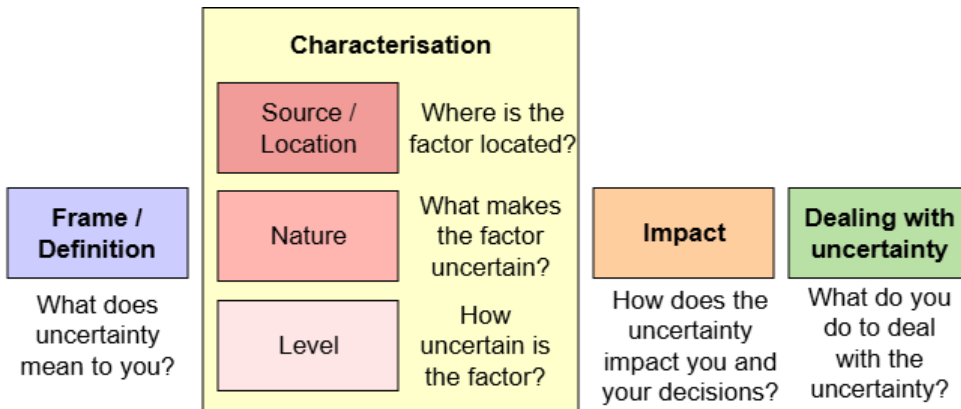 Frame /
Definition
What does
uncertainty
mean to you?
Characterisation
Source /
Location
Where is the
factor located?
Nature
What makes
the factor
uncertain?
Level
How
uncertain is
the factor?
Impact
How does the
uncertainty
impact you and
your decisions?
Dealing with
uncertainty
What do you
do to deal
with the
uncertainty?